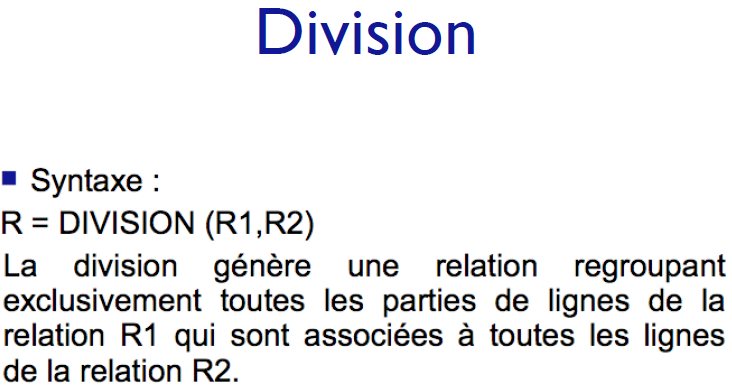 Division
Syntaxe :
R = DIVISION (R1,R2)
La division génère une relation regroupant
exclusivement toutes les parties de lignes de la
relation R1 qui sont associées à toutes les lignes
de la relation R2.